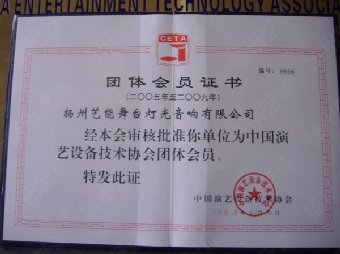 A ENTERTAINMENT TECHNOLOGY ASSOCIA
CETA
编号: 0956
团体会员证书
(二〇〇五年至二〇〇九年)
扬州艺能舞台灯光音响有限公司
经本会审核批准你单位为中国演
艺设备技术协会团体会员。
特发此证
中国演艺设备技术协会